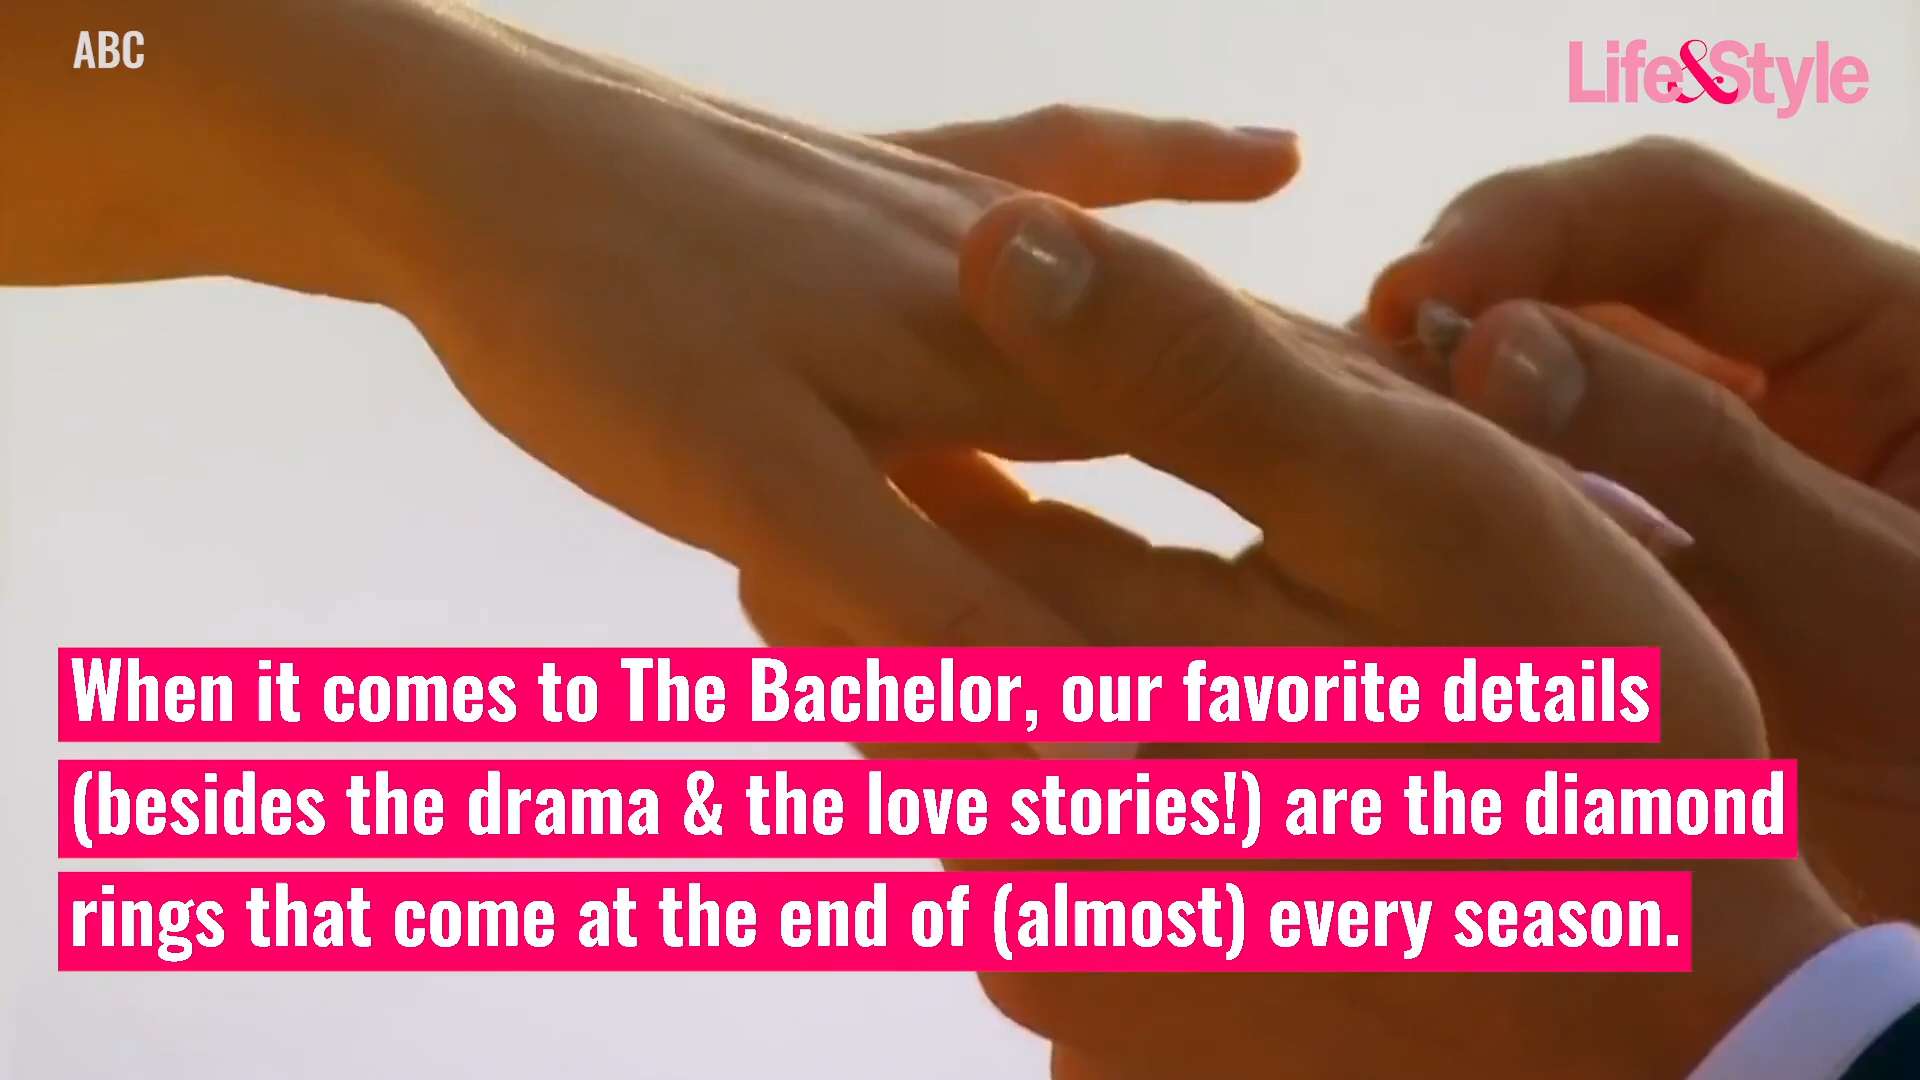 ABC
Life&Style
When it comes to The Bachelor, our favorite details
(besides the drama & the love stories!) are the diamond
rings that come at the end of (almost) every season.